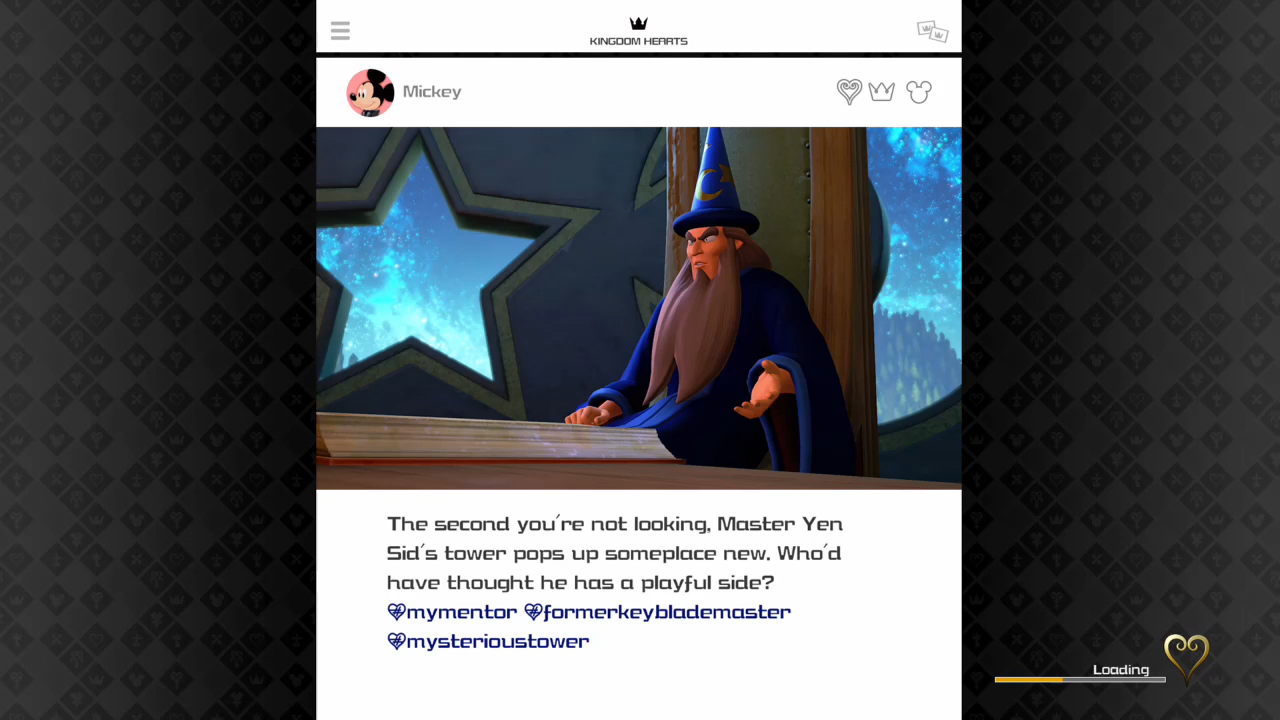 KINGDOM HEARTS
Mickey
The second you're not looking, Master Yen
Sid's tower pops up someplace new. Who'd
have thought he has a playful side?
#mymentor #formerkeyblademaster
#mysterioustower
Loading